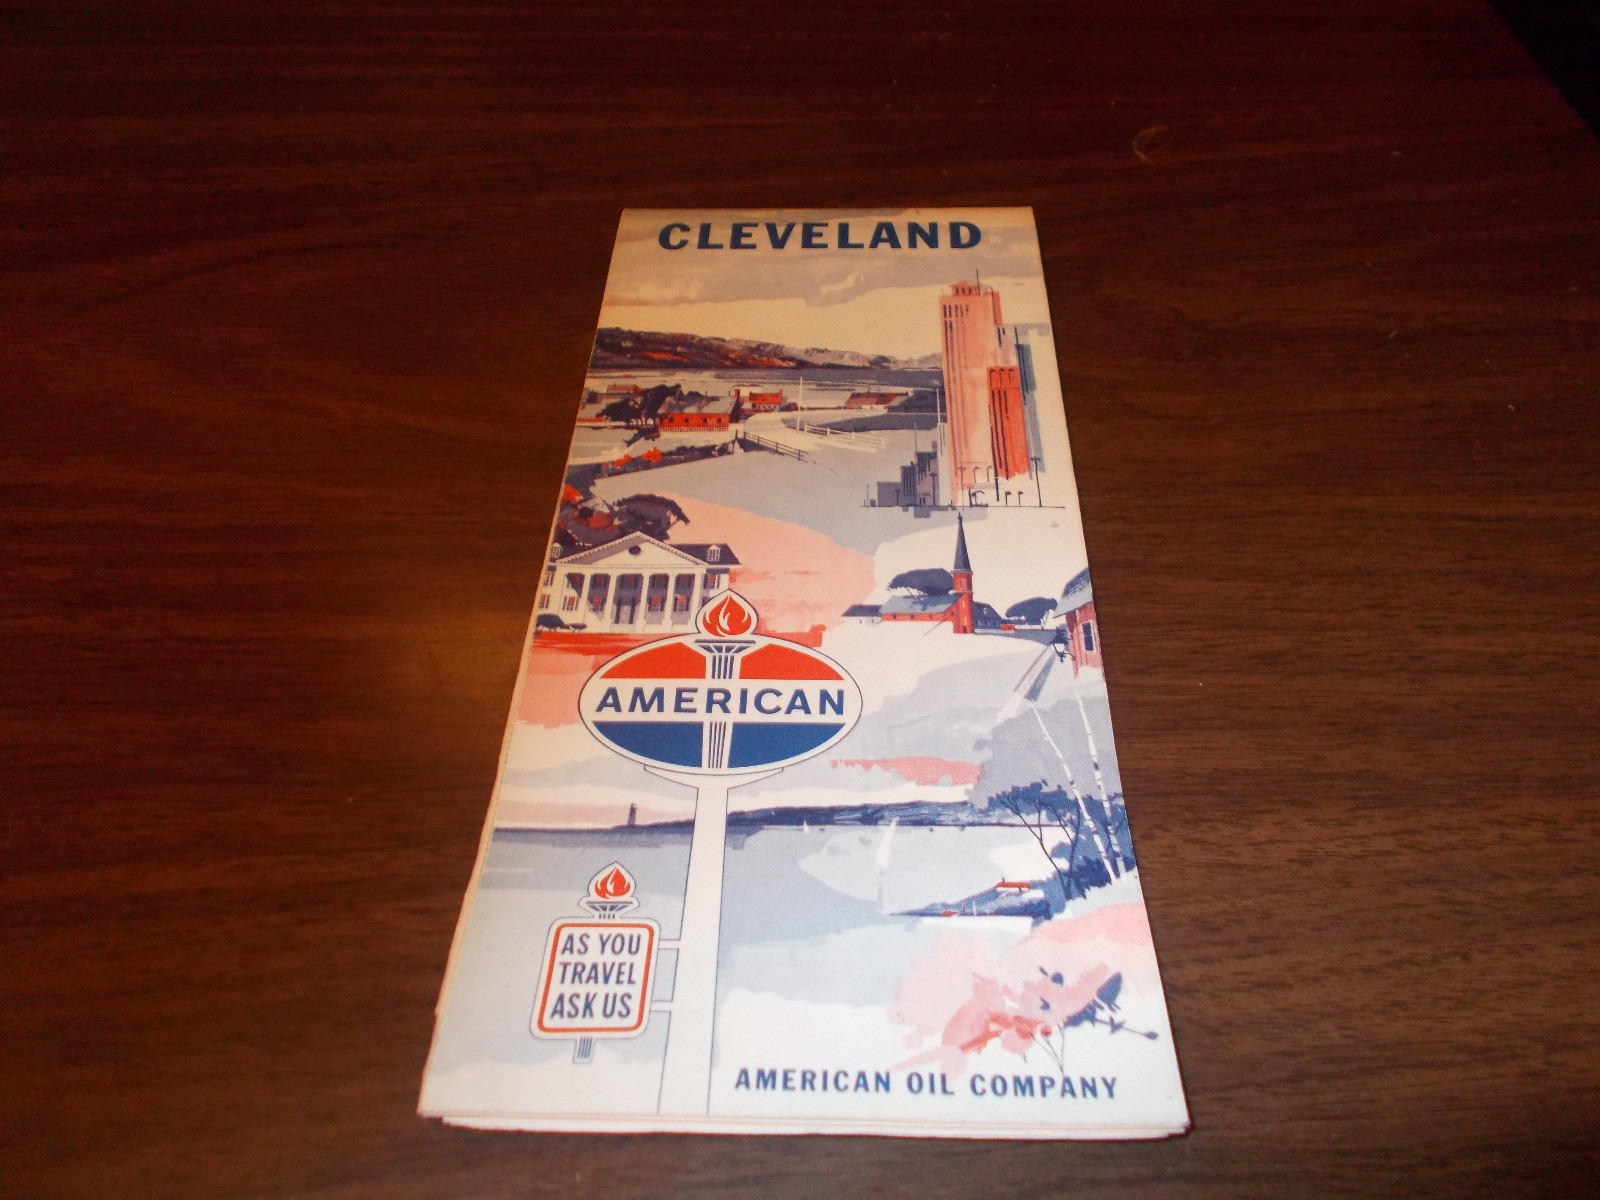 CLEVELAND
AMERICAN
AS YOU
TRAVEL
ASK US
AMERICAN OIL COMPANY